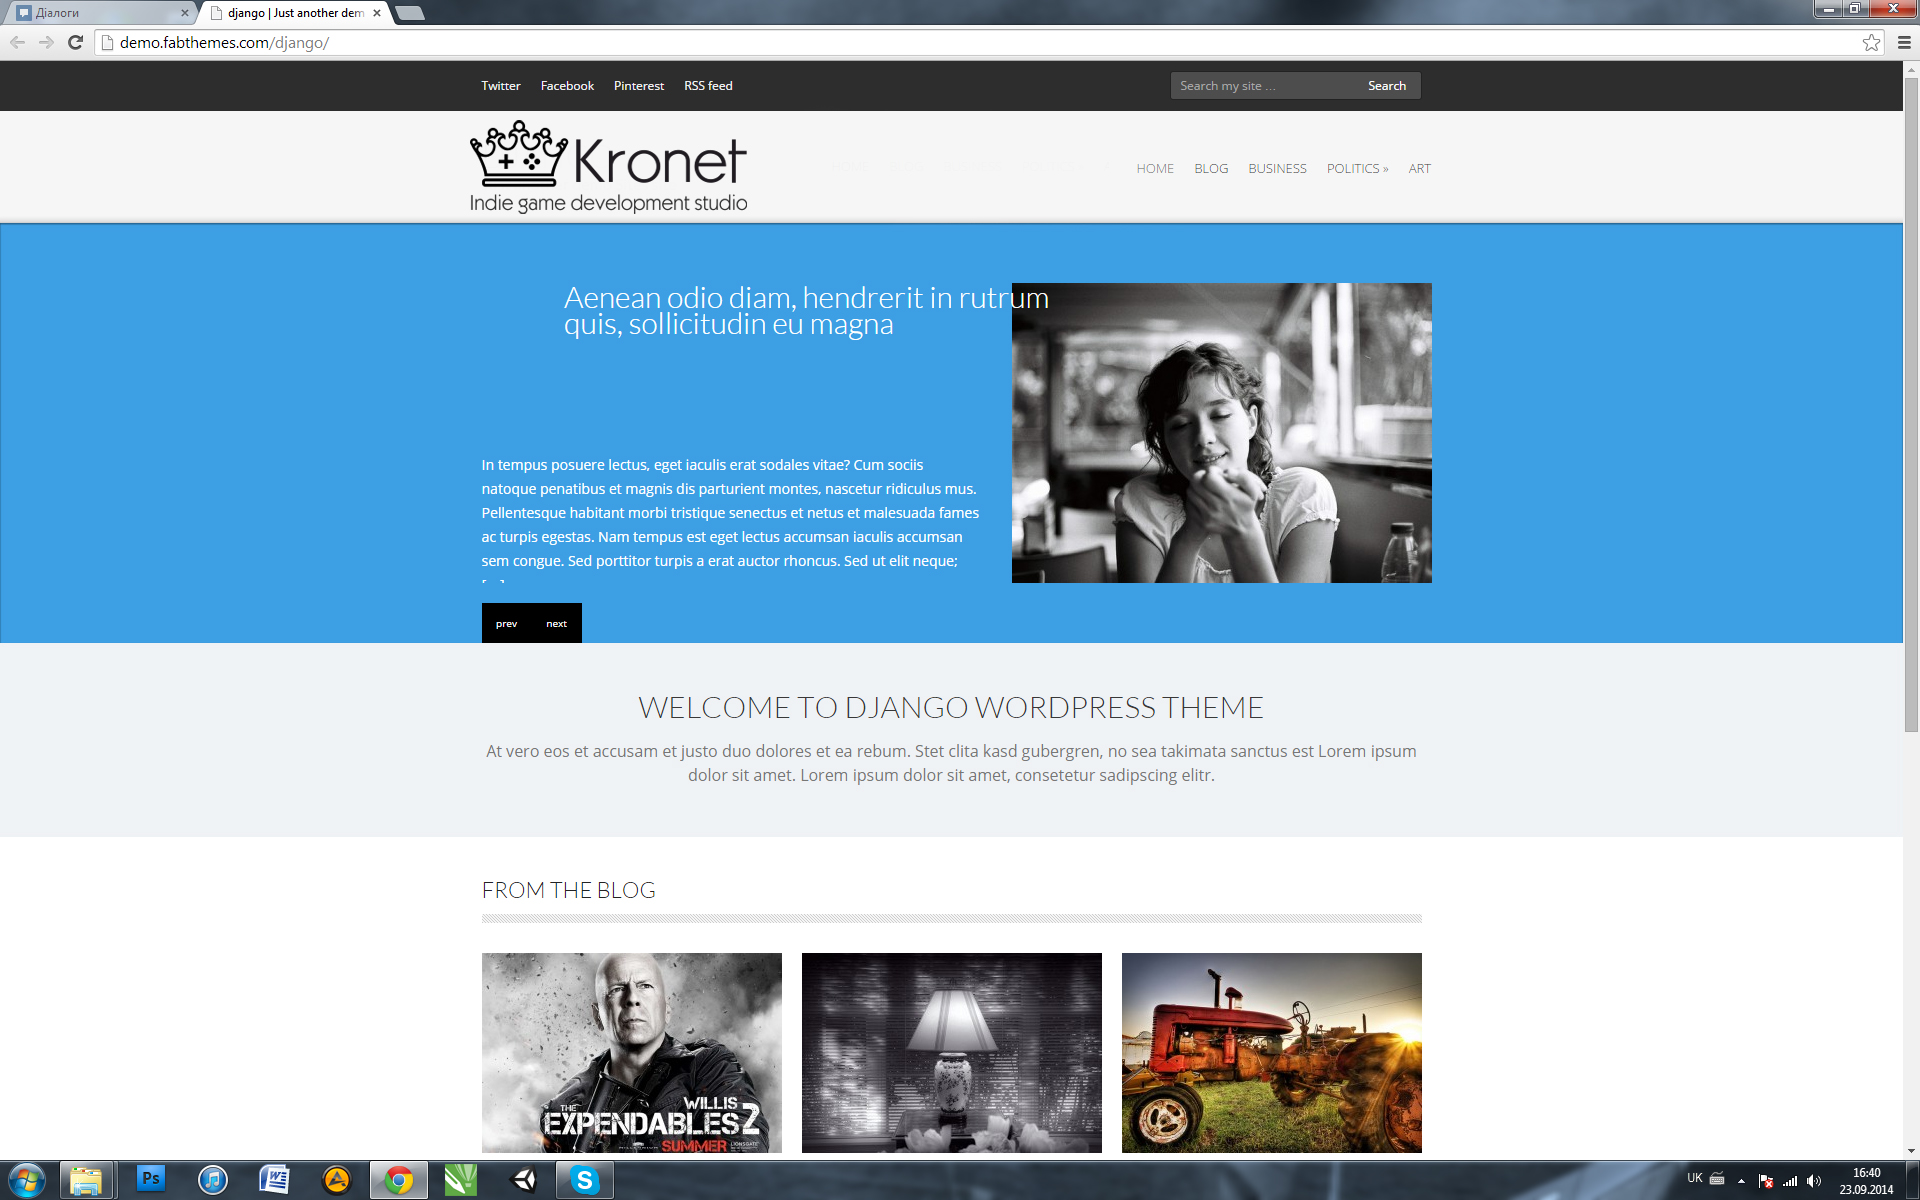 Діалоги
django | Just another dem
demo.fabthemes.com/django/
Twitter Facebook Pinterest RSS feed
Search my site ... Search
Kronet
Indie game development studio
HOME BLOG BUSINESS POLITICS » ART
Aenean odio diam, hendrerit in rutrum
quis, sollicitudin eu magna
In tempus posuere lectus, eget iaculis erat sodales vitae? Cum sociis
natoque penatibus et magnis dis parturient montes, nascetur ridiculus mus.
Pellentesque habitant morbi tristique senectus et netus et malesuada fames
ac turpis egestas. Nam tempus est eget lectus accumsan iaculis accumsan
sem congue. Sed porttitor turpis a erat auctor rhoncus. Sed ut elit neque;
prev next
WELCOME TO DJANGO WORDPRESS THEME
At vero eos et accusam et justo duo dolores et ea rebum. Stet clita kasd gubergren, no sea takimata sanctus est Lorem ipsum
dolor sit amet. Lorem ipsum dolor sit amet, consetetur sadipscing elitr.
FROM THE BLOG
WILLIS
THE
EXPENDABLES 2
SUMMER
LIONSGATE
Ps
UK
16:40
23.09.2014